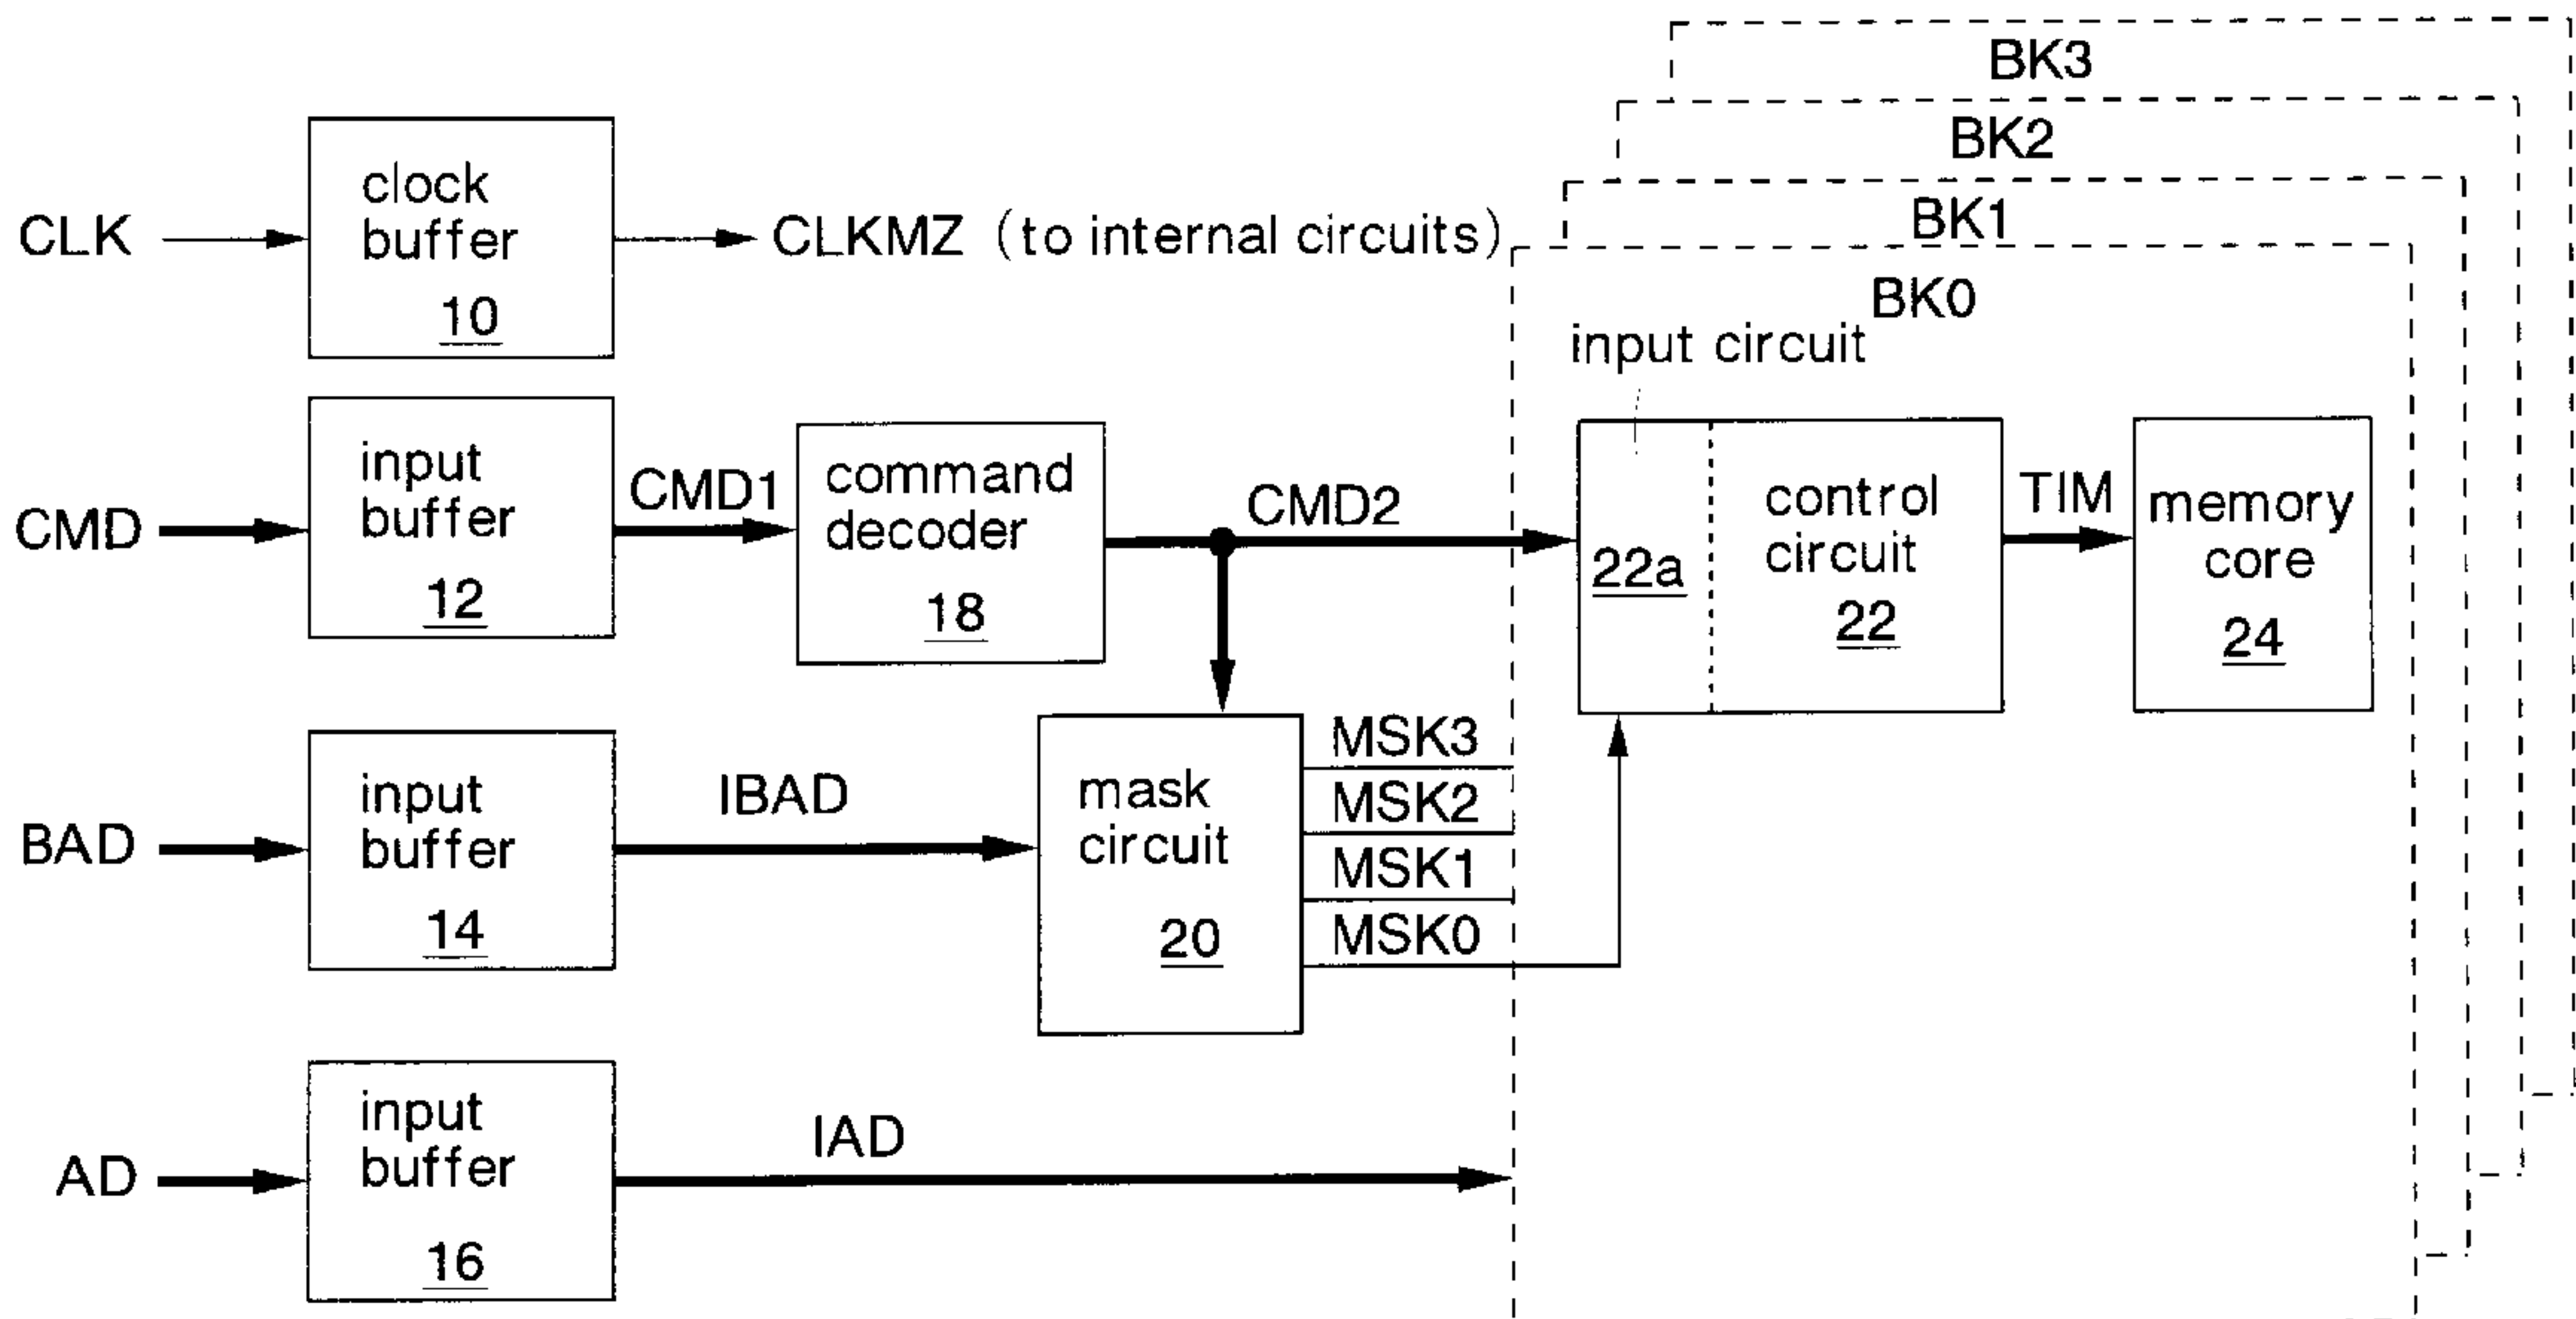 BK3
BK2
BK1
BK0
CLK
clock
buffer
10
CLKMZ (to internal circuits)
input circuit
CMD
input
buffer
12
CMD1
command
decoder
18
CMD2
22a
control
circuit
22
TIM
memory
core
24
BAD
input
buffer
14
IBAD
mask
circuit
20
MSK3
MSK2
MSK1
MSK0
AD
input
buffer
16
IAD